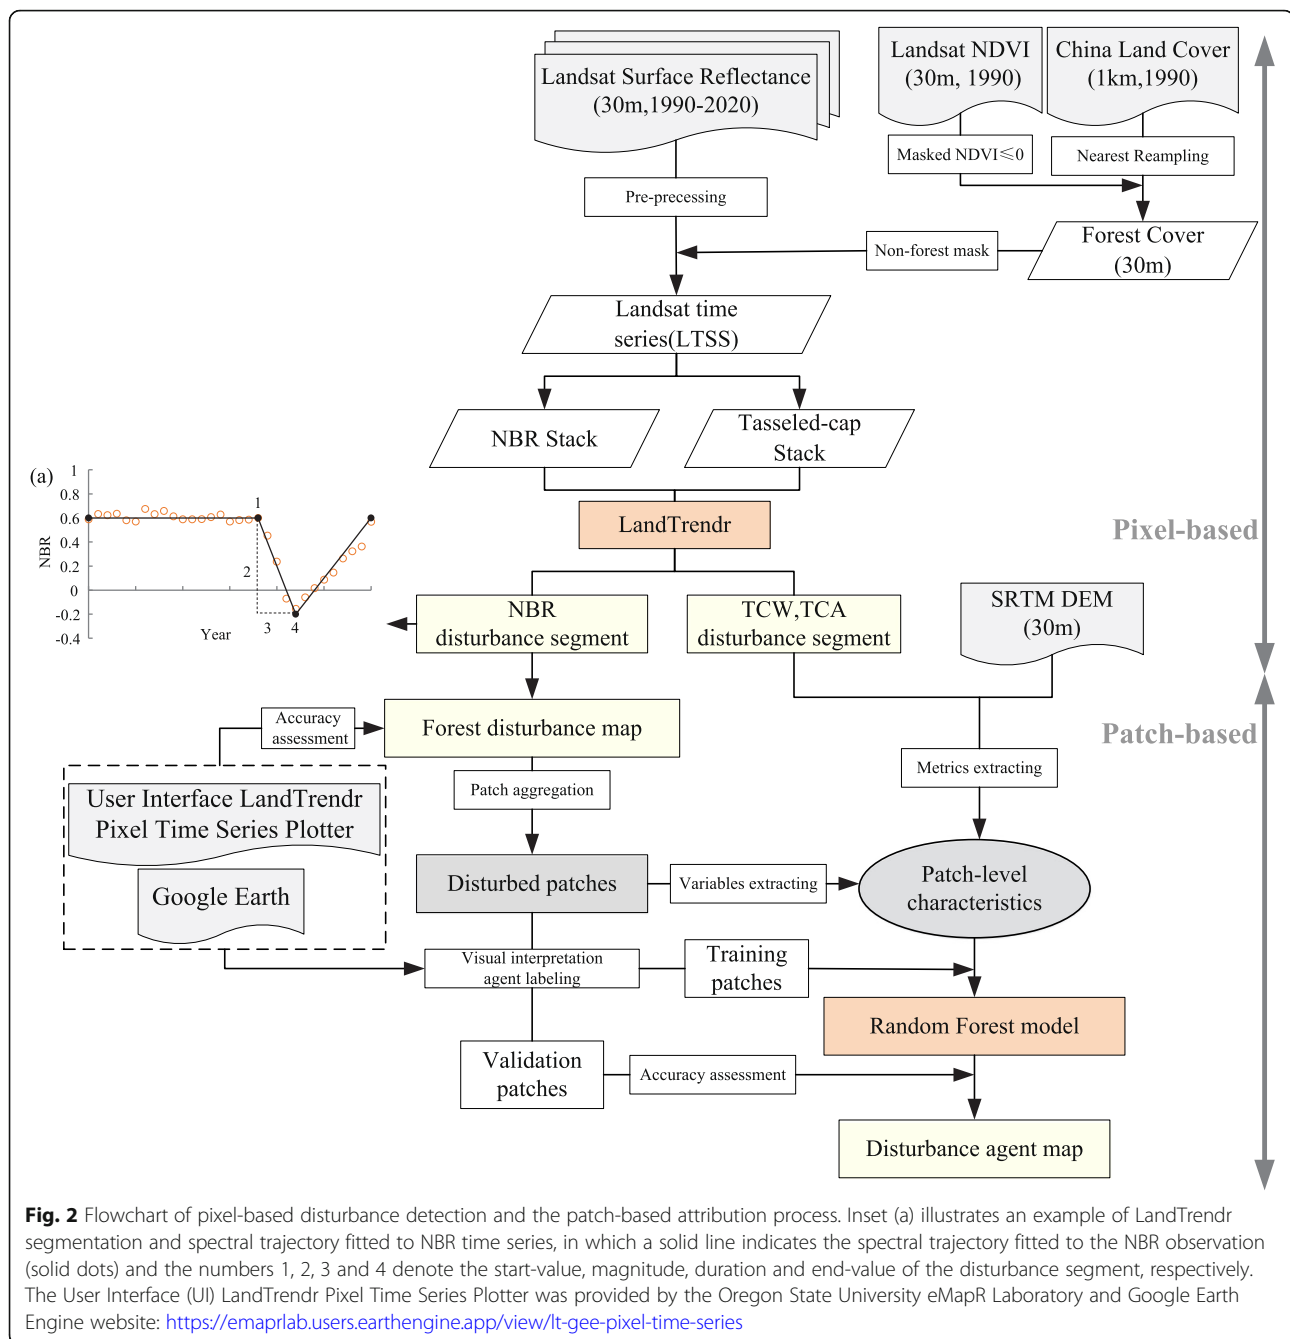 Landsat Surface Reflectance
(30m,1990-2020)
Landsat NDVI
(30m, 1990)
China Land Cover
(1km,1990)
Masked NDVI≤0
Nearest Reampling
Pre-precessing
Non-forest mask
Forest Cover
(30m)
Landsat time
series(LTSS)
NBR Stack
Tasseled-cap
Stack
LandTrendr
Pixel-based
(a)
1
0.8
0.6
0.4
0.2
0
-0.2
-0.4
NBR
Year
1
2
3
4
NBR
disturbance segment
TCW,TCA
disturbance segment
SRTM DEM
(30m)
Patch-based
Accuracy
assessment
Forest disturbance map
Metrics extracting
User Interface LandTrendr
Pixel Time Series Plotter
Google Earth
Patch aggregation
Disturbed patches
Variables extracting
Patch-level
characteristics
Visual interpretation
agent labeling
Training
patches
Random Forest model
Validation
patches
Accuracy assessment
Disturbance agent map
Fig. 2 Flowchart of pixel-based disturbance detection and the patch-based attribution process. Inset (a) illustrates an example of LandTrendr
segmentation and spectral trajectory fitted to NBR time series, in which a solid line indicates the spectral trajectory fitted to the NBR observation
(solid dots) and the numbers 1, 2, 3 and 4 denote the start-value, magnitude, duration and end-value of the disturbance segment, respectively.
The User Interface (UI) LandTrendr Pixel Time Series Plotter was provided by the Oregon State University eMapR Laboratory and Google Earth
Engine website: https://emaprlab.users.earthengine.app/view/lt-gee-pixel-time-series